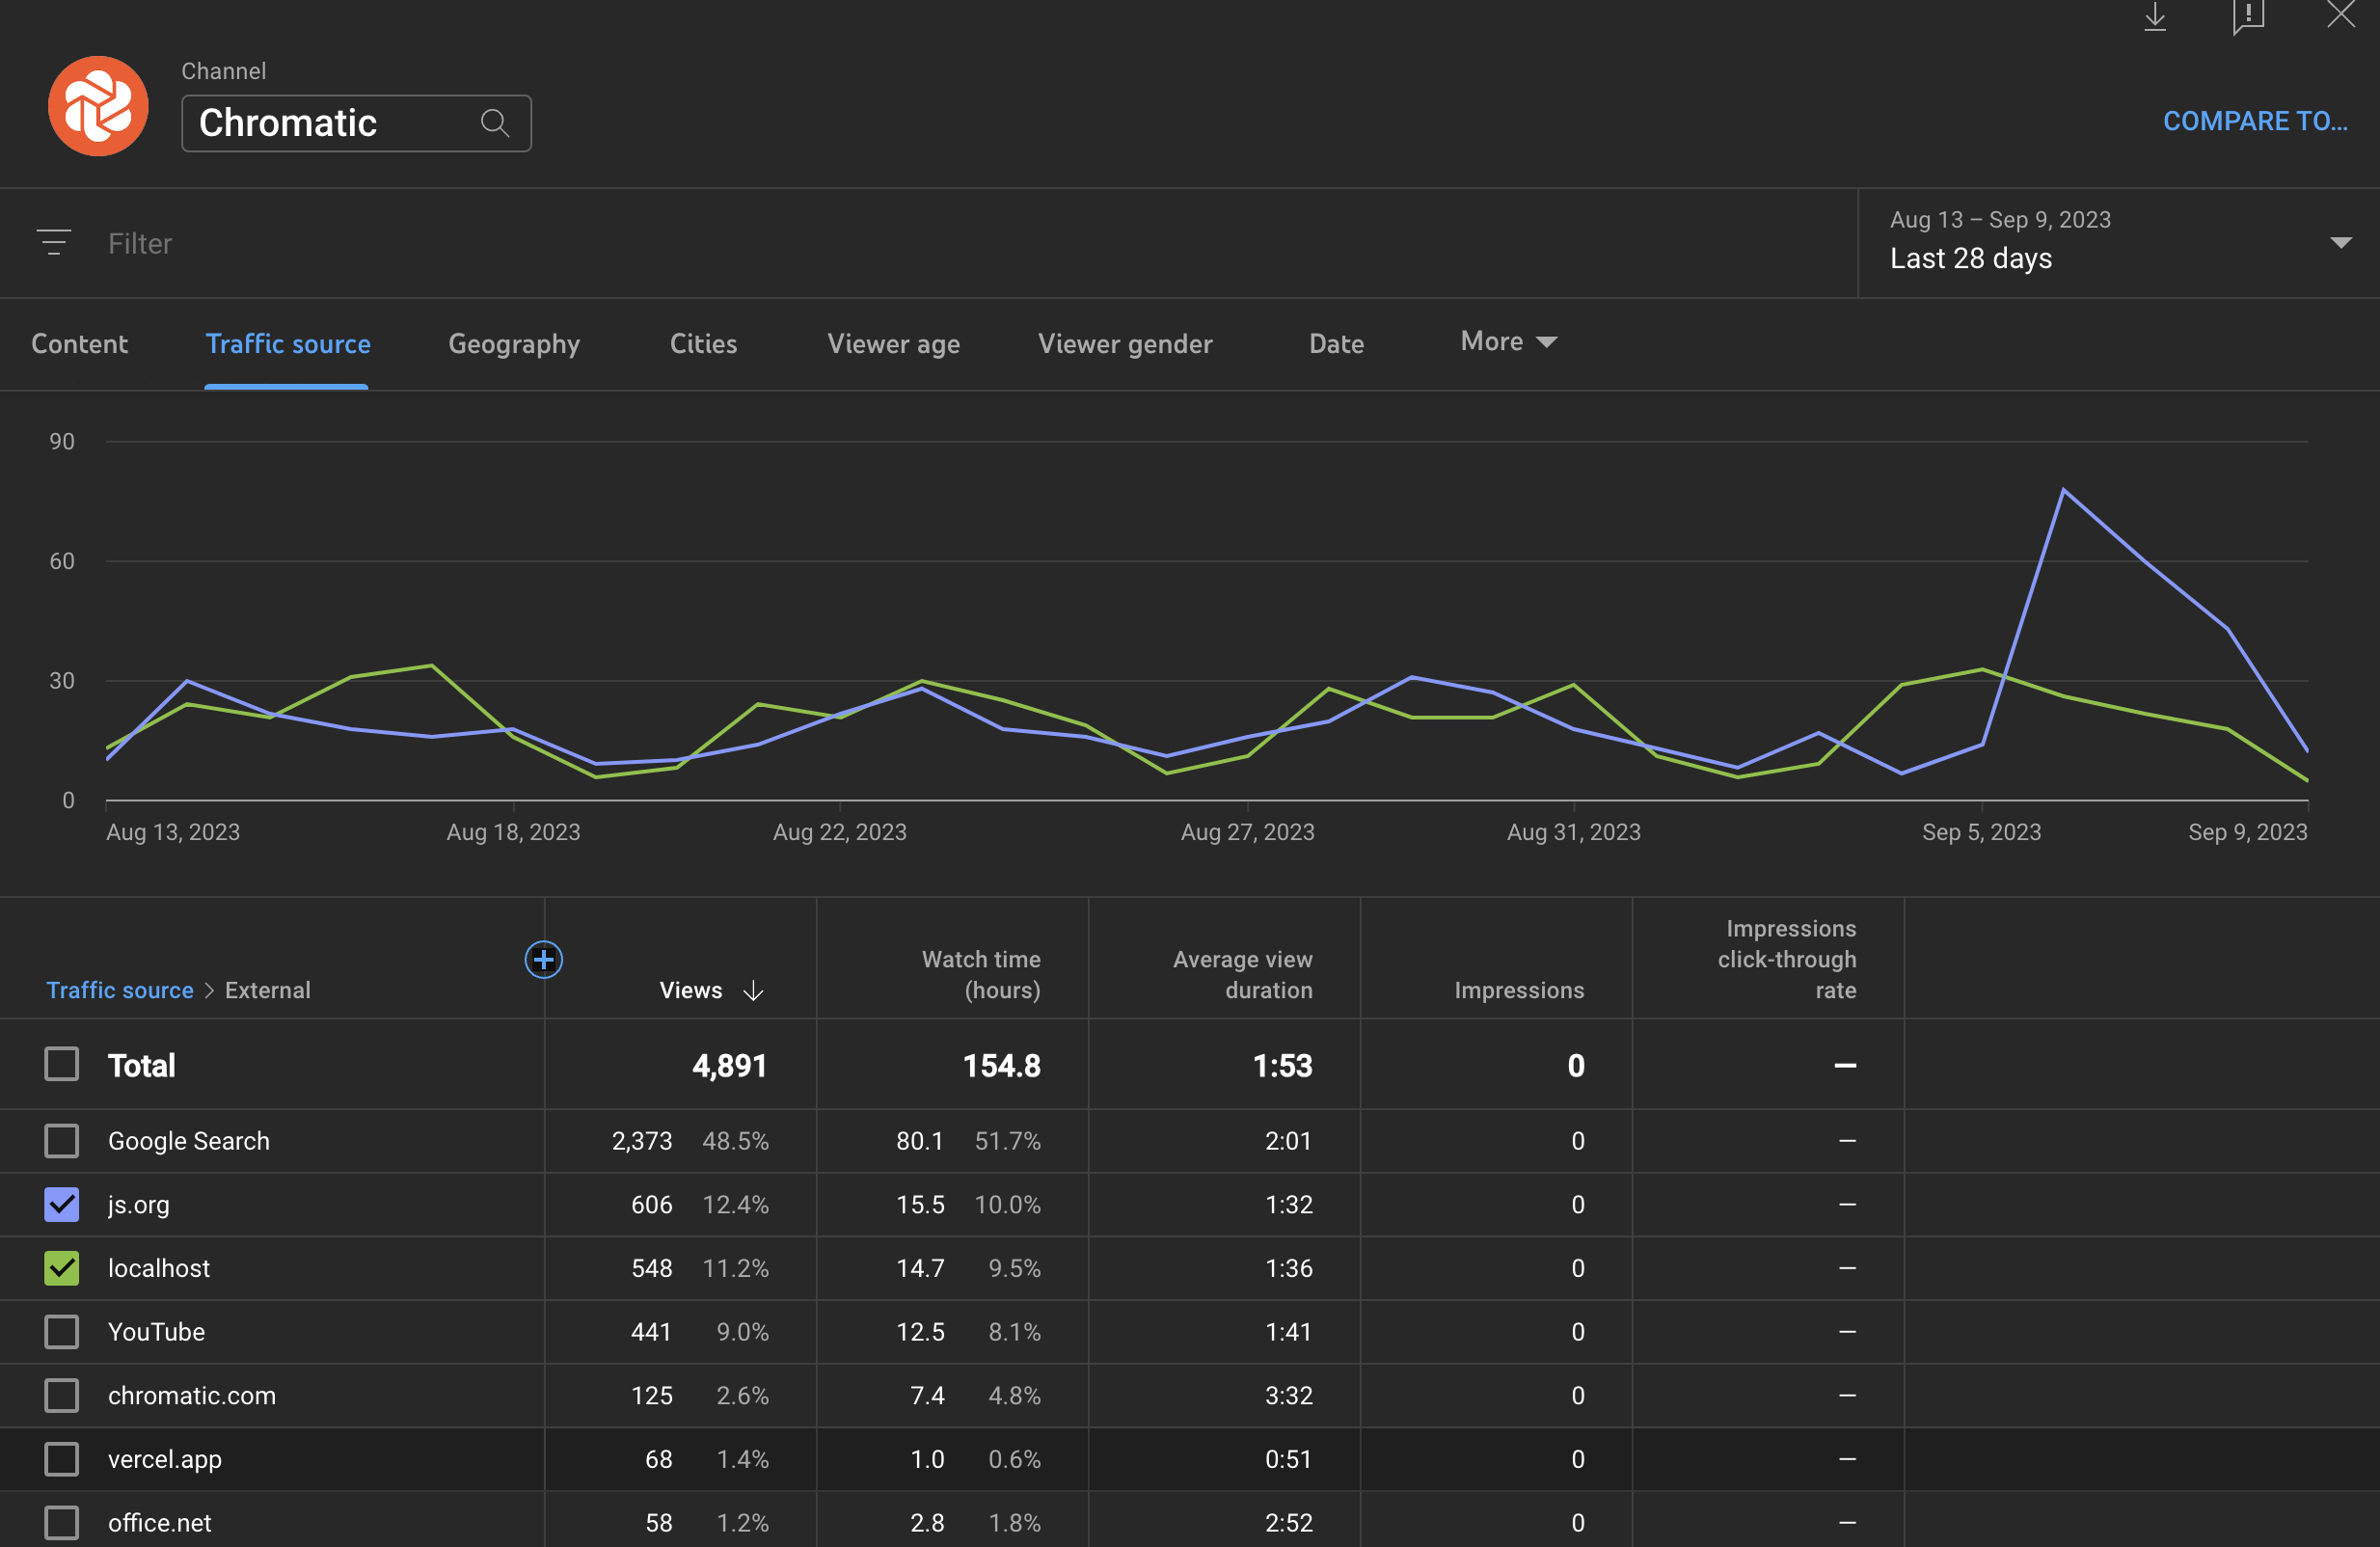 Channel
Chromatic
COMPARE TO...
Filter
Aug 13 – Sep 9, 2023
Last 28 days
Content Traffic source Geography Cities Viewer age Viewer gender Date More
90
60
30
0
Aug 13, 2023 Aug 18, 2023 Aug 22, 2023 Aug 27, 2023 Aug 31, 2023 Sep 5, 2023 Sep 9, 2023
Traffic source > External
Views
Watch time
(hours)
Average view
duration
Impressions
Impressions
click-through
rate
Total 4,891 154.8 1:53 0 —
Google Search 2,373 48.5% 80.1 51.7% 2:01 0 —
js.org 606 12.4% 15.5 10.0% 1:32 0 —
localhost 548 11.2% 14.7 9.5% 1:36 0 —
YouTube 441 9.0% 12.5 8.1% 1:41 0 —
chromatic.com 125 2.6% 7.4 4.8% 3:32 0 —
vercel.app 68 1.4% 1.0 0.6% 0:51 0 —
office.net 58 1.2% 2.8 1.8% 2:52 0 —